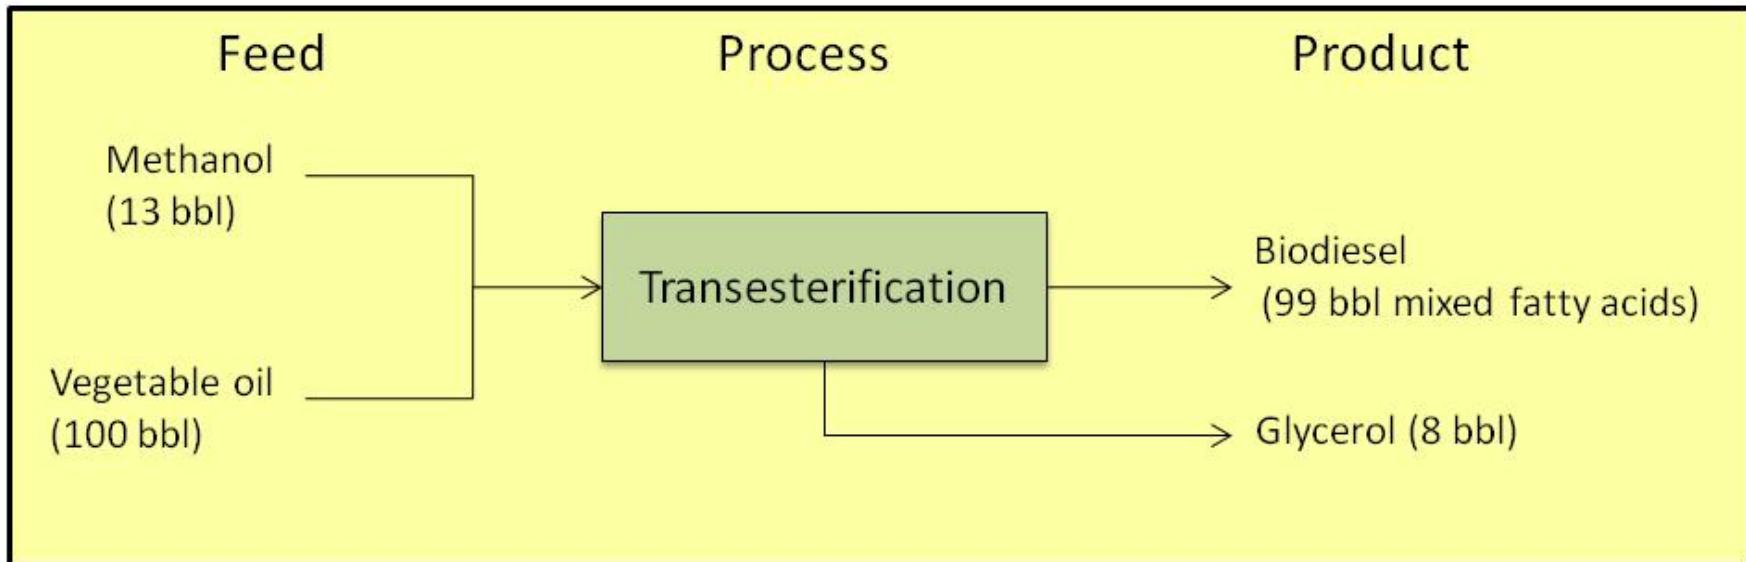 Feed
Process
Product
Methanol
(13 bbl)
Vegetable oil
(100 bbl)
Transesterification
Biodiesel
(99 bbl mixed fatty acids)
Glycerol (8 bbl)